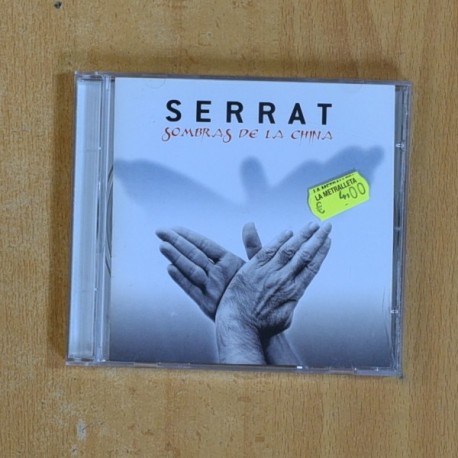 SERRAT
SOMBRAS DE LA CHINA
LA METRALLETA
€ 4,00